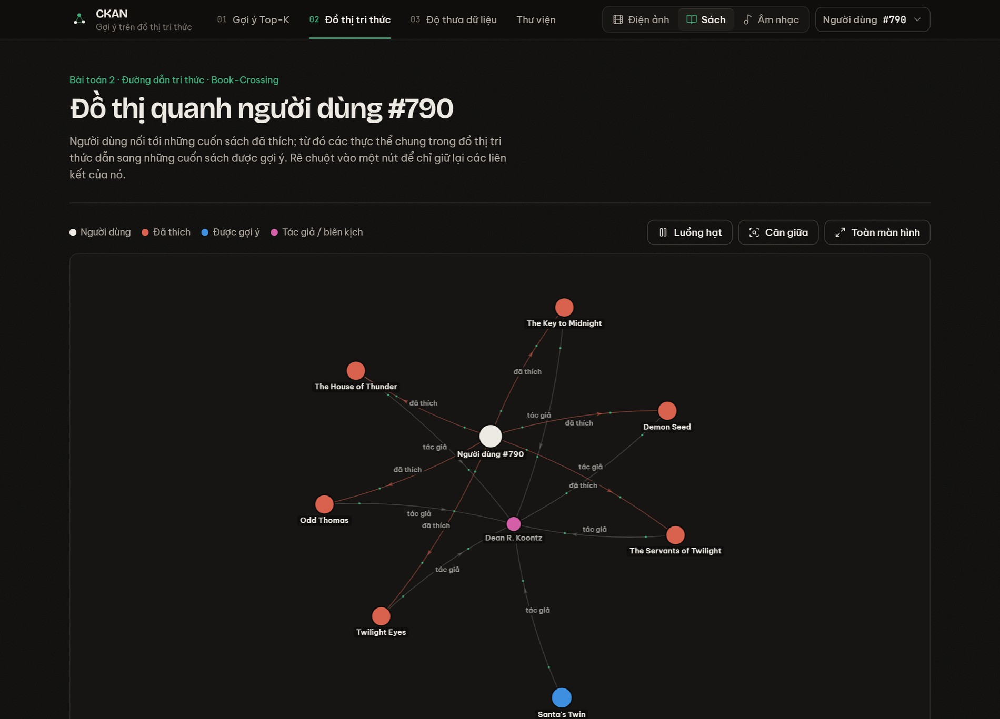 CKAN
Gợi ý trên đồ thị tri thức
01 Gợi ý Top-K
02 Đồ thị tri thức
03 Độ thưa dữ liệu
Thư viện
Điện ảnh
Sách
Âm nhạc
Người dùng #790
Bài toán 2 · Đường dẫn tri thức · Book-Crossing
Đồ thị quanh người dùng #790
Người dùng nối tới những cuốn sách đã thích; từ đó các thực thể chung trong đồ thị tri
thức dẫn sang những cuốn sách được gợi ý. Rê chuột vào một nút để chỉ giữ lại các liên
kết của nó.
Người dùng
Đã thích
Được gợi ý
Tác giả / biên kịch
Luồng hạt
Căn giữa
Toàn màn hình
The Key to Midnight
đã thích
The House of Thunder
đã thích
tác giả
đã thích
Demon Seed
tác giả
Người dùng #790
đã thích
tác giả
đã thích
Odd Thomas
tác giả
đã thích
Dean R. Koontz
tác giả
The Servants of Twilight
tác giả
tác giả
Twilight Eyes
Santa's Twin